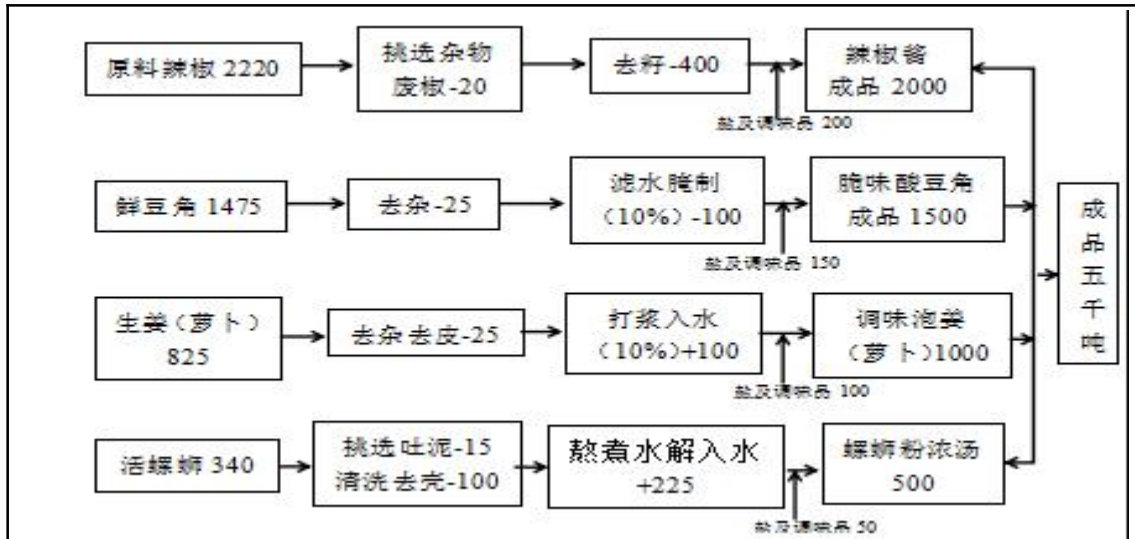 原料辣椒 2220
挑选杂物
废椒-20
去籽-400
辣椒酱
成品 2000
盐及调味品 200
鲜豆角 1475
去杂-25
滤水腌制
(10%) -100
脆味酸豆角
成品 1500
盐及调味品 150
生姜(萝卜)
825
去杂去皮-25
打浆入水
(10%)+100
调味泡姜
(萝卜)1000
盐及调味品 100
活螺蛳 340
挑选吐泥-15
清洗去壳-100
熬煮水解入水
+225
螺蛳粉浓汤
500
盐及调味品 50
成
品
五
千
吨